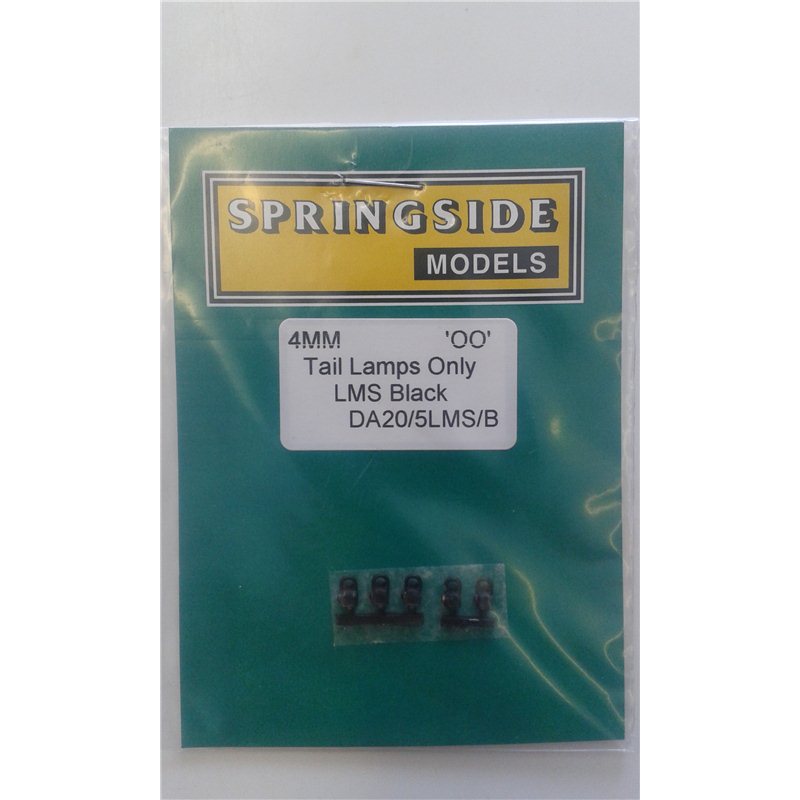 SPRINGSIDE
MODELS
4MM 'OO'
Tail Lamps Only
LMS Black
DA20/5LMS/B